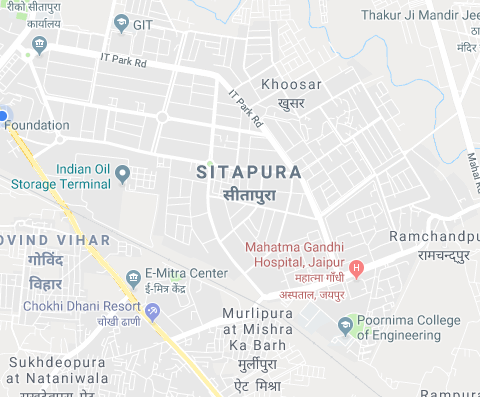 रीको सीतापुरा
कार्यालय
GIT
Thakur Ji Mandir Jee
मंदिर
IT Park Rd
Khoosar
खुसर
IT Park Rd
Foundation
Indian Oil
Storage Terminal
SITAPURA
सीतापुरा
Mahal Ro
OVIND VIHAR
गोविंद
विहार
Ramchandpu
रामचन्द्पुर
Mahatma Gandhi
Hospital, Jaipur
महात्मा गाँधी
अस्पताल, जयपुर
E-Mitra Center
ई-मित्र केंद्र
Chokhi Dhani Resort
चोखी ढाणी
Murlipura
at Mishra
Ka Barh
मुर्लीपुरा
ऐट मिश्रा
Poornima College
of Engineering
Sukhdeopura
at Nataniwala
Rampura